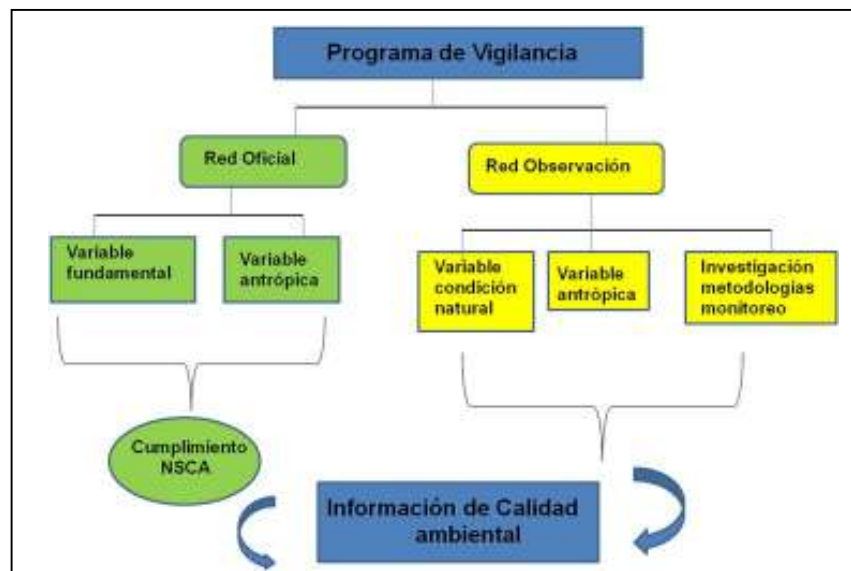 Programa de Vigilancia
Red Oficial
Red Observación
Variable
fundamental
Variable
antrópica
Variable
condición
natural
Variable
antròpica
Investigación
metodologías
monitoreo
Cumplimiento
NSCA
Información de Calidad
ambiental